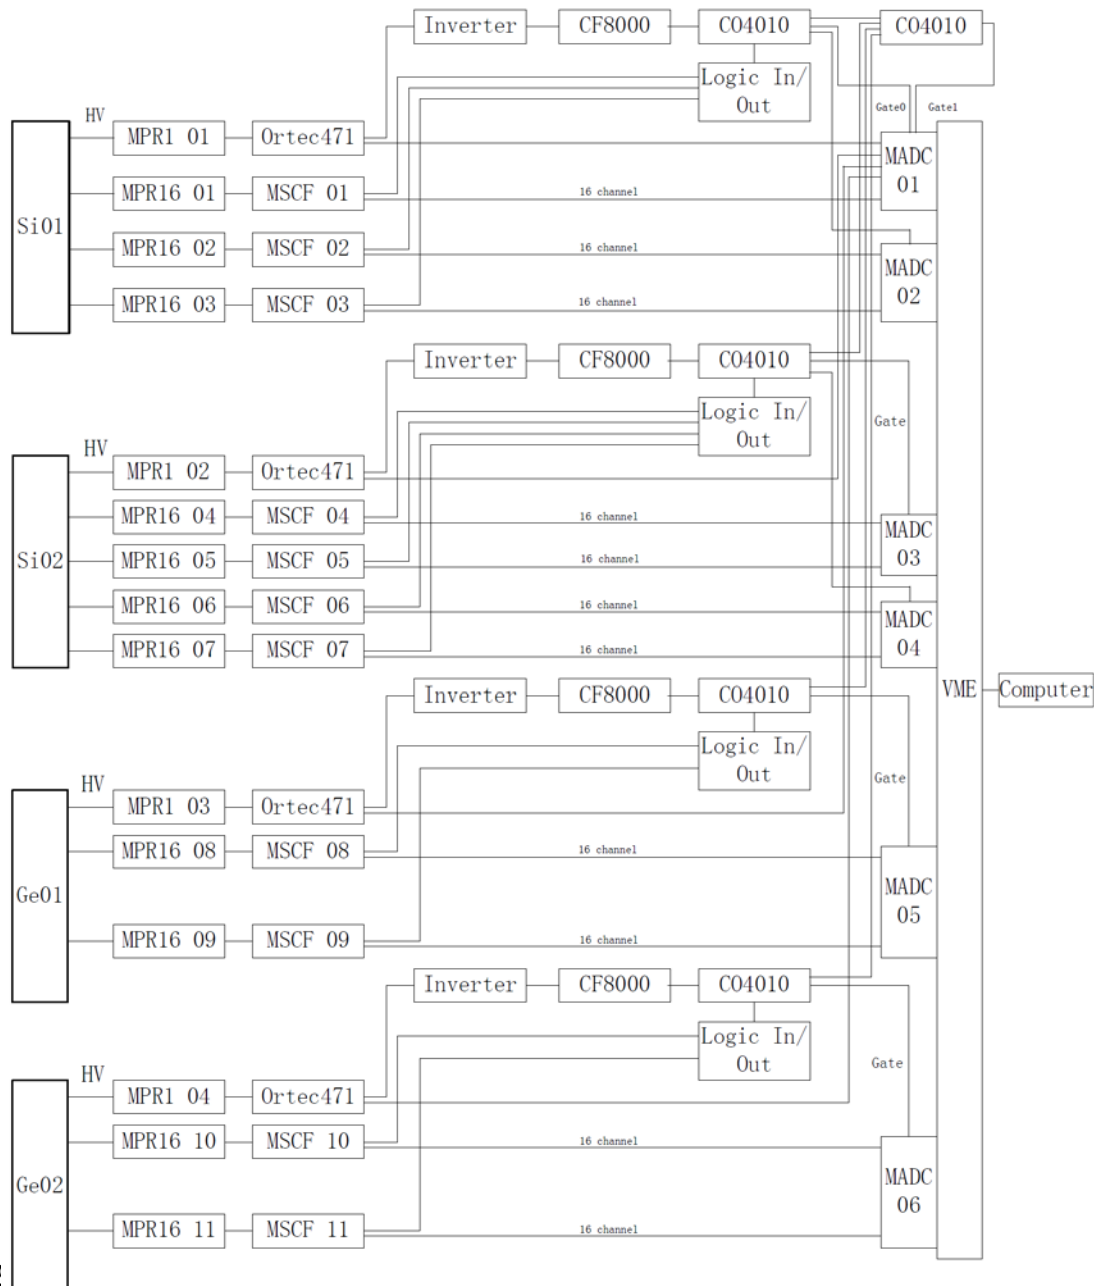 Inverter
CF8000
CO4010
CO4010
Logic In/
Out
HV
Gate0
Gate1
MPR1 01
Ortec471
MADC
01
MPR16 01
MSCF 01
16 channel
Si01
MPR16 02
MSCF 02
16 channel
MADC
02
MPR16 03
MSCF 03
16 channel
Inverter
CF8000
CO4010
Logic In/
Out
Gate
HV
MPR1 02
Ortec471
MPR16 04
MSCF 04
16 channel
MADC
03
Si02
MPR16 05
MSCF 05
16 channel
MPR16 06
MSCF 06
16 channel
MADC
04
MPR16 07
MSCF 07
16 channel
VME
Computer
Inverter
CF8000
CO4010
Logic In/
Out
Gate
HV
MPR1 03
Ortec471
MPR16 08
MSCF 08
16 channel
Ge01
MADC
05
MPR16 09
MSCF 09
16 channel
Inverter
CF8000
CO4010
Logic In/
Out
Gate
HV
MPR1 04
Ortec471
MPR16 10
MSCF 10
16 channel
Ge02
MADC
06
MPR16 11
MSCF 11
16 channel